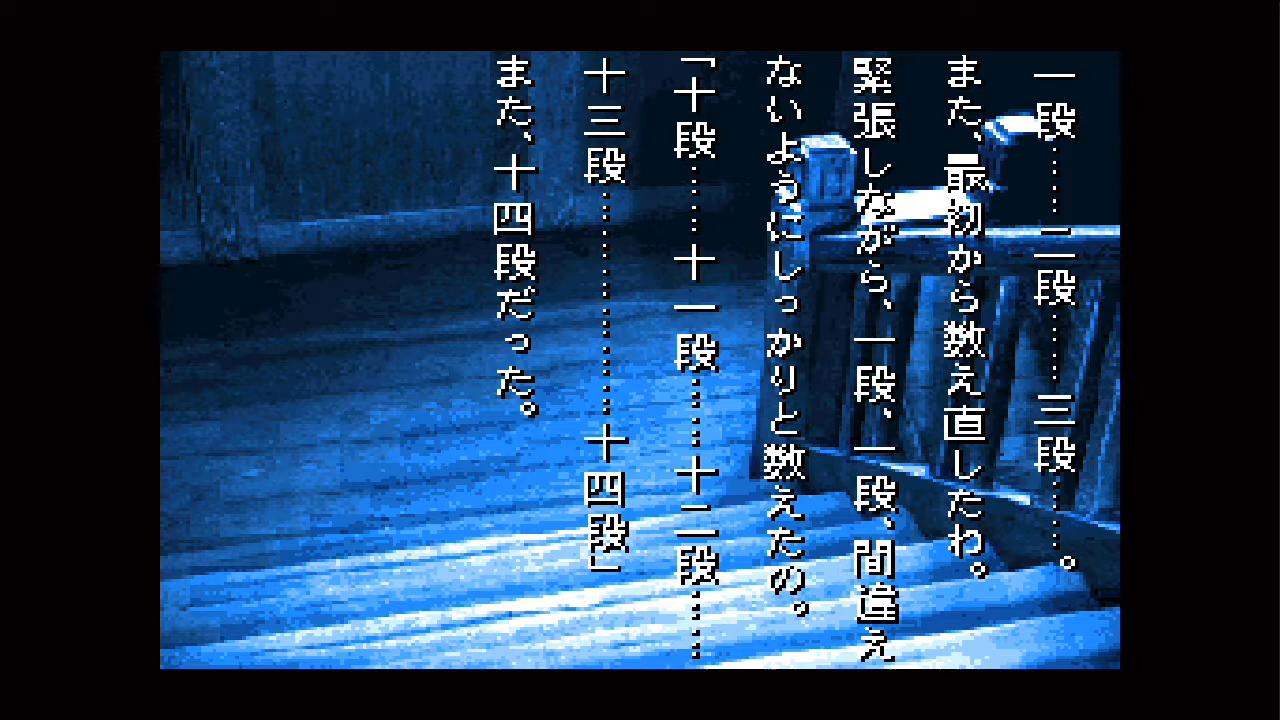 一段……二段……三段……。
また、最初から数え直したわ。
緊張しながら、一段、一段、間違え
ないようにしっかりと数えたの。
「十段……十一段……十二段……
十三段…………………十四段」
また、十四段だった。